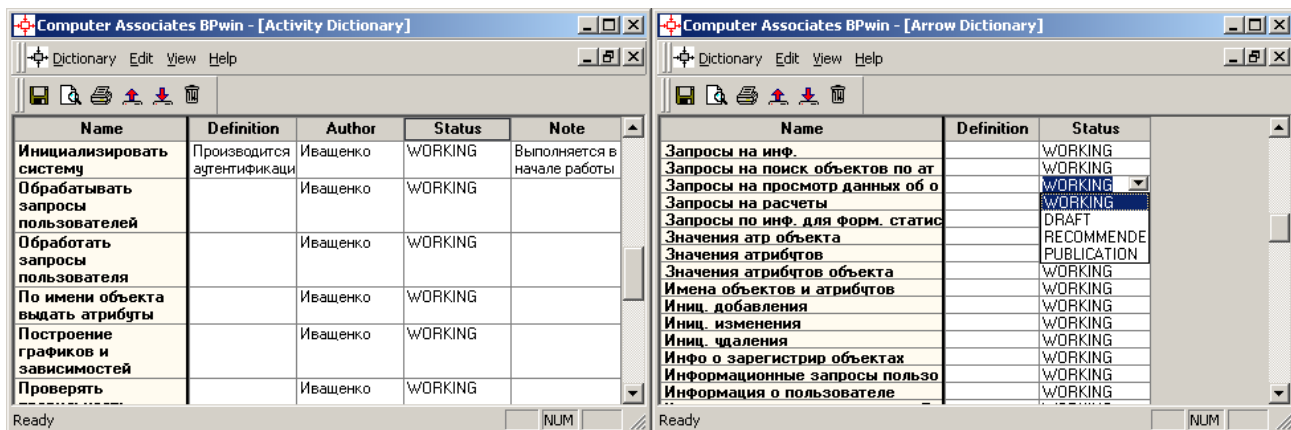 Computer Associates BPwin - [Activity Dictionary]
Dictionary Edit View Help
Name Definition Author Status Note
Инициализировать Производится Иващенко WORKING Выполняется в
систему аутентификаци начале работы
Обрабатывать Иващенко WORKING
запросы
пользователей
Обработать Иващенко WORKING
запросы
пользователя
По имени объекта Иващенко WORKING
выдать атрибуты
Построение Иващенко WORKING
графиков и
зависимостей
Проверять Иващенко WORKING
Ready NUM
Computer Associates BPwin - [Arrow Dictionary]
Dictionary Edit View Help
Name Definition Status
Запросы на инф. WORKING
Запросы на поиск объектов по ат WORKING
Запросы на просмотр данных об о WORKING
Запросы на расчеты WORKING
Запросы по инф. для форм. статис DRAFT
Значения атр объекта RECOMMENDE
Значения атрибутов PUBLICATION
Значения атрибутов объекта WORKING
Имена объектов и атрибутов WORKING
Иниц. добавления WORKING
Иниц. изменения WORKING
Иниц. удаления WORKING
Инфо о зарегистрир объектах WORKING
Информационные запросы пользо WORKING
Информация о пользователе WORKING
Ready NUM